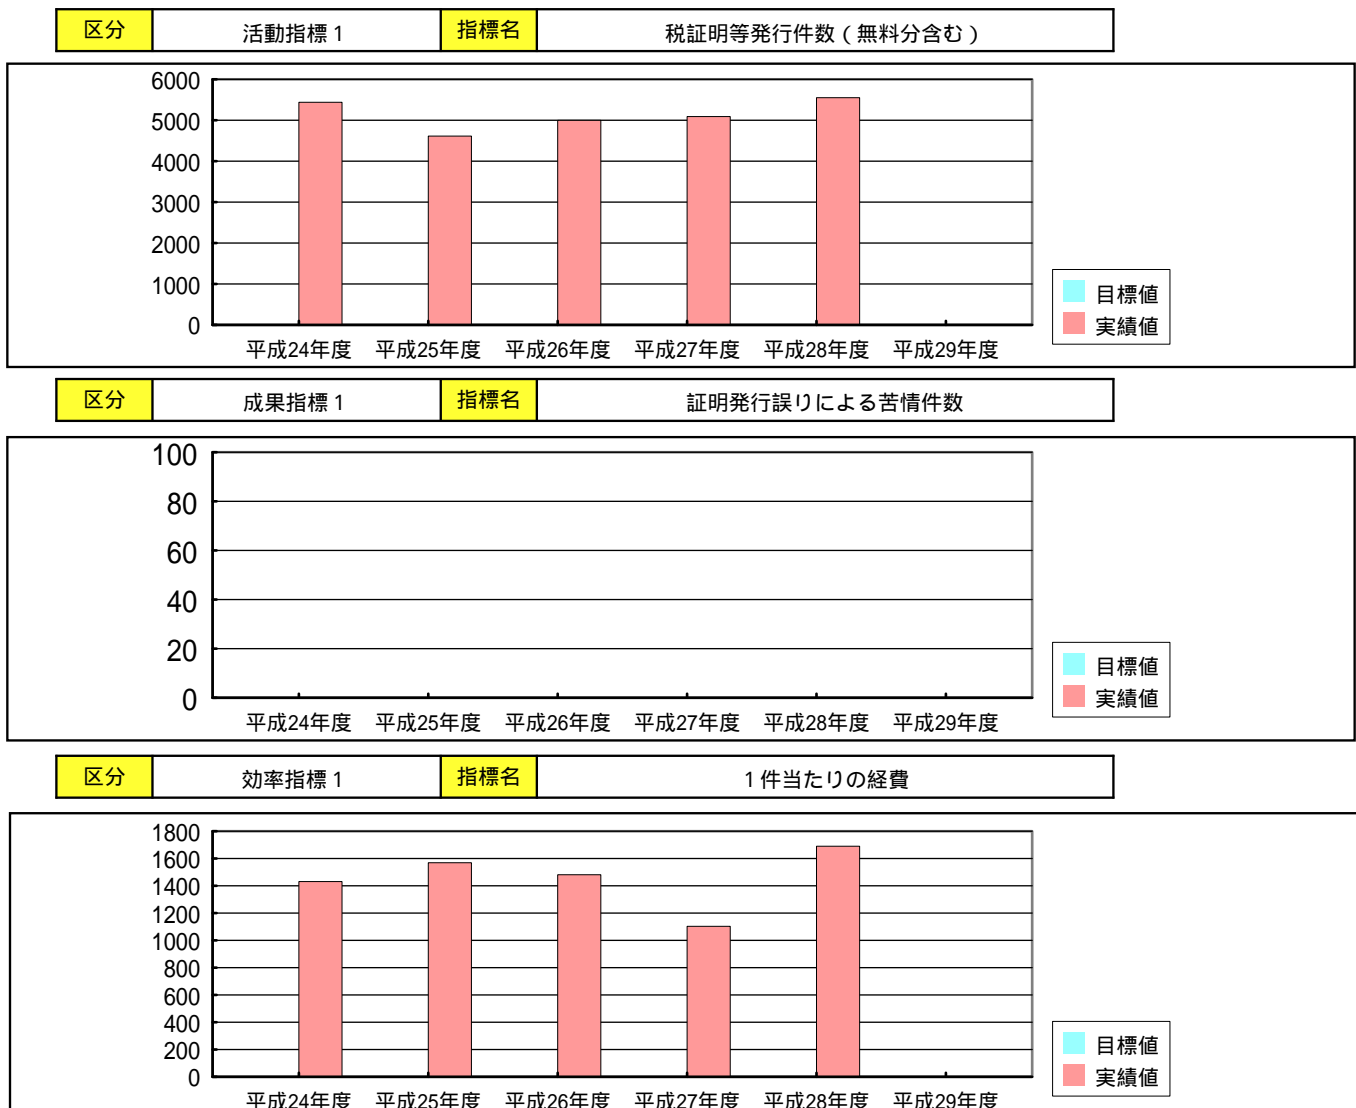 区分 活動指標１ 指標名 税証明等発行件数（無料分含む）
6000
5000
4000
3000
2000
1000
0
平成24年度 平成25年度 平成26年度 平成27年度 平成28年度 平成29年度
目標値
実績値
区分 成果指標１ 指標名 証明発行誤りによる苦情件数
100
80
60
40
20
0
平成24年度 平成25年度 平成26年度 平成27年度 平成28年度 平成29年度
目標値
実績値
区分 効率指標１ 指標名 １件当たりの経費
1800
1600
1400
1200
1000
800
600
400
200
0
平成24年度 平成25年度 平成26年度 平成27年度 平成28年度 平成29年度
目標値
実績値